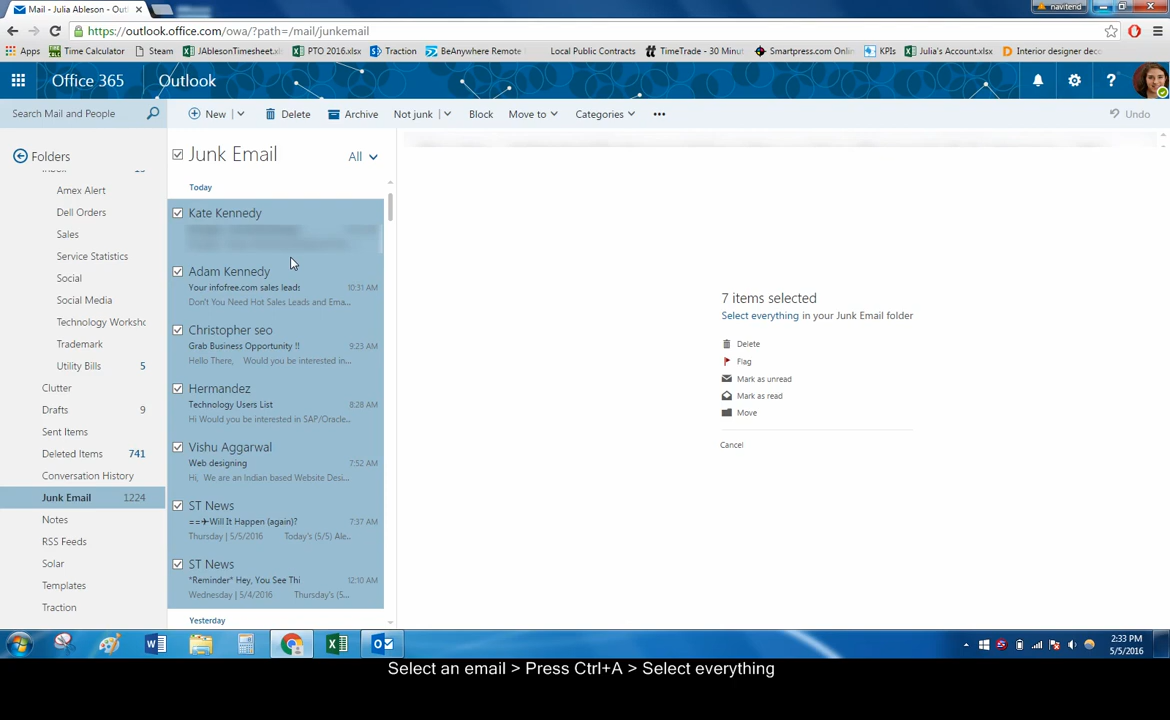 Mail - Julia Ableson - Outl
navitend
https://outlook.office.com/owa/?path=/mail/junkemail
Apps Time Calculator Steam JAblesonTimesheet.xl PTO 2016.xlsx Traction BeAnywhere Remote Local Public Contracts TimeTrade - 30 Minut Smartpress.com Onlin KPIs Julia's Account.xlsx Interior designer deco
Office 365 Outlook ?
Search Mail and People
New Delete Archive Not junk Block Move to Categories ••• Undo
Folders
Junk Email All
Inbox 15
Today
Amex Alert
Dell Orders
Sales
Service Statistics
Social
Social Media
Technology Worksho
Trademark
Utility Bills 5
Clutter
Drafts 9
Sent Items
Deleted Items 741
Conversation History
Junk Email 1224
Notes
RSS Feeds
Solar
Templates
Traction
Kate Kennedy
Adam Kennedy
Your infofree.com sales leads 10:31 AM
Don't You Need Hot Sales Leads and Ema...
Christopher seo
Grab Business Opportunity !! 9:23 AM
Hello There, Would you be interested in...
Hermandez
Technology Users List 8:28 AM
Hi Would you be interested in SAP/Oracle...
Vishu Aggarwal
Web designing 7:52 AM
Hi, We are an Indian based Website Desi...
ST News
==✈Will It Happen (again)? 7:37 AM
Thursday | 5/5/2016 Today's (5/5) Ale..
ST News
*Reminder* Hey, You See Thi 12:10 AM
Wednesday | 5/4/2016 Thursday's (5...
Yesterday
7 items selected
Select everything in your Junk Email folder
Delete
Flag
Mark as unread
Mark as read
Move
Cancel
2:33 PM
5/5/2016
Select an email > Press Ctrl+A > Select everything